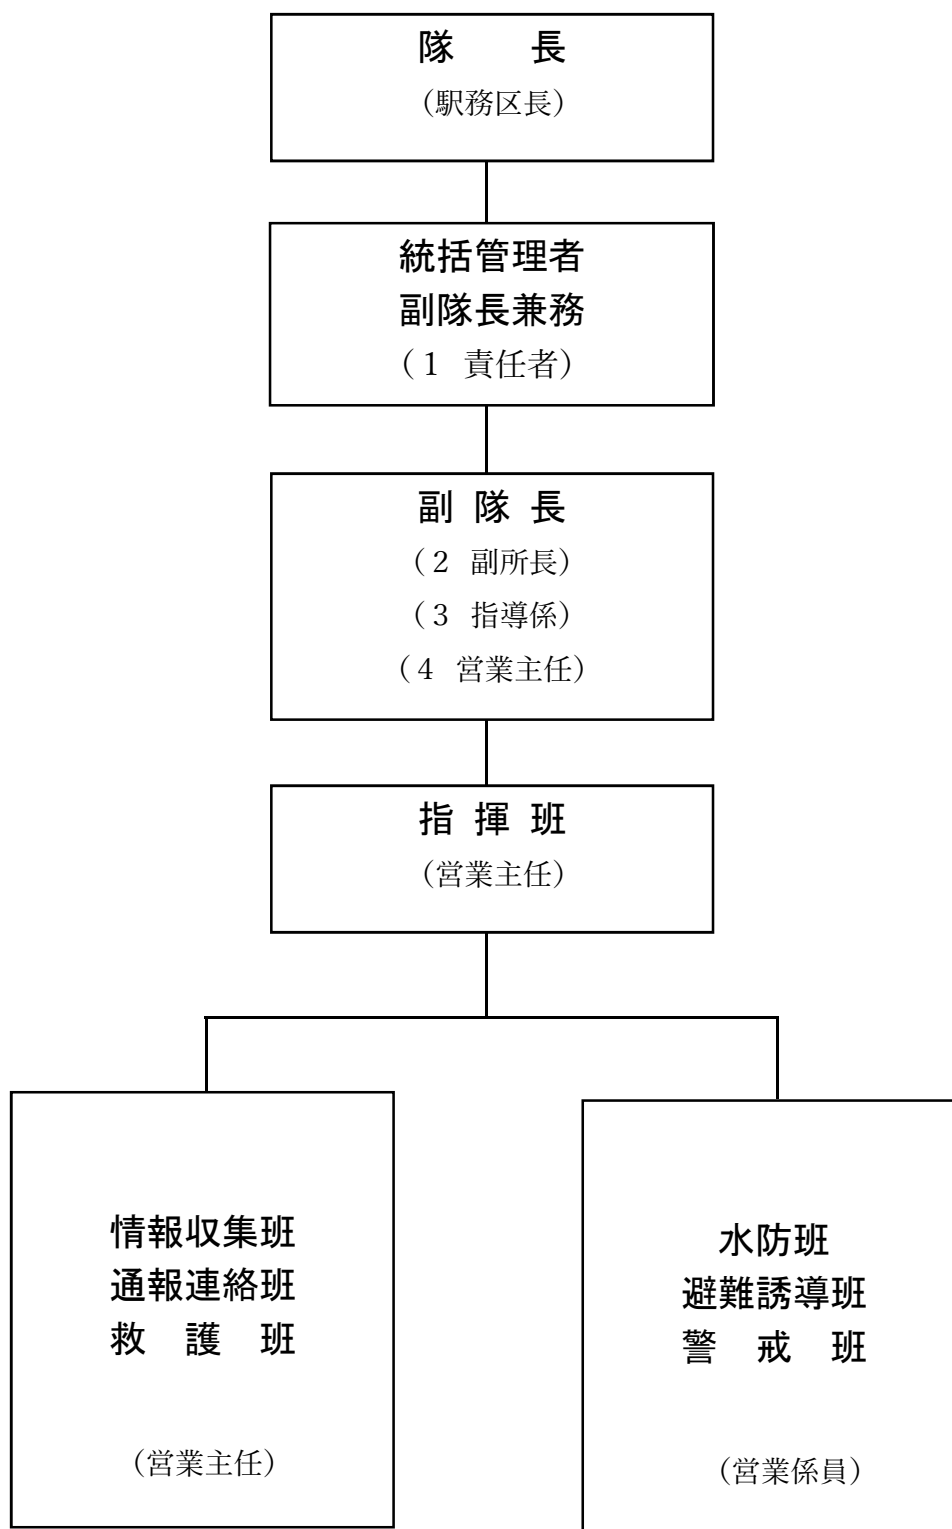 隊　　長
（駅務区長）
統括管理者
副隊長兼務
（１ 責任者）
副 隊 長
（２ 副所長）
（３ 指導係）
（４ 営業主任）
指 揮 班
（営業主任）
情報収集班
通報連絡班
救　護　班
（営業主任）
水防班
避難誘導班
警　戒　班
（営業係員）